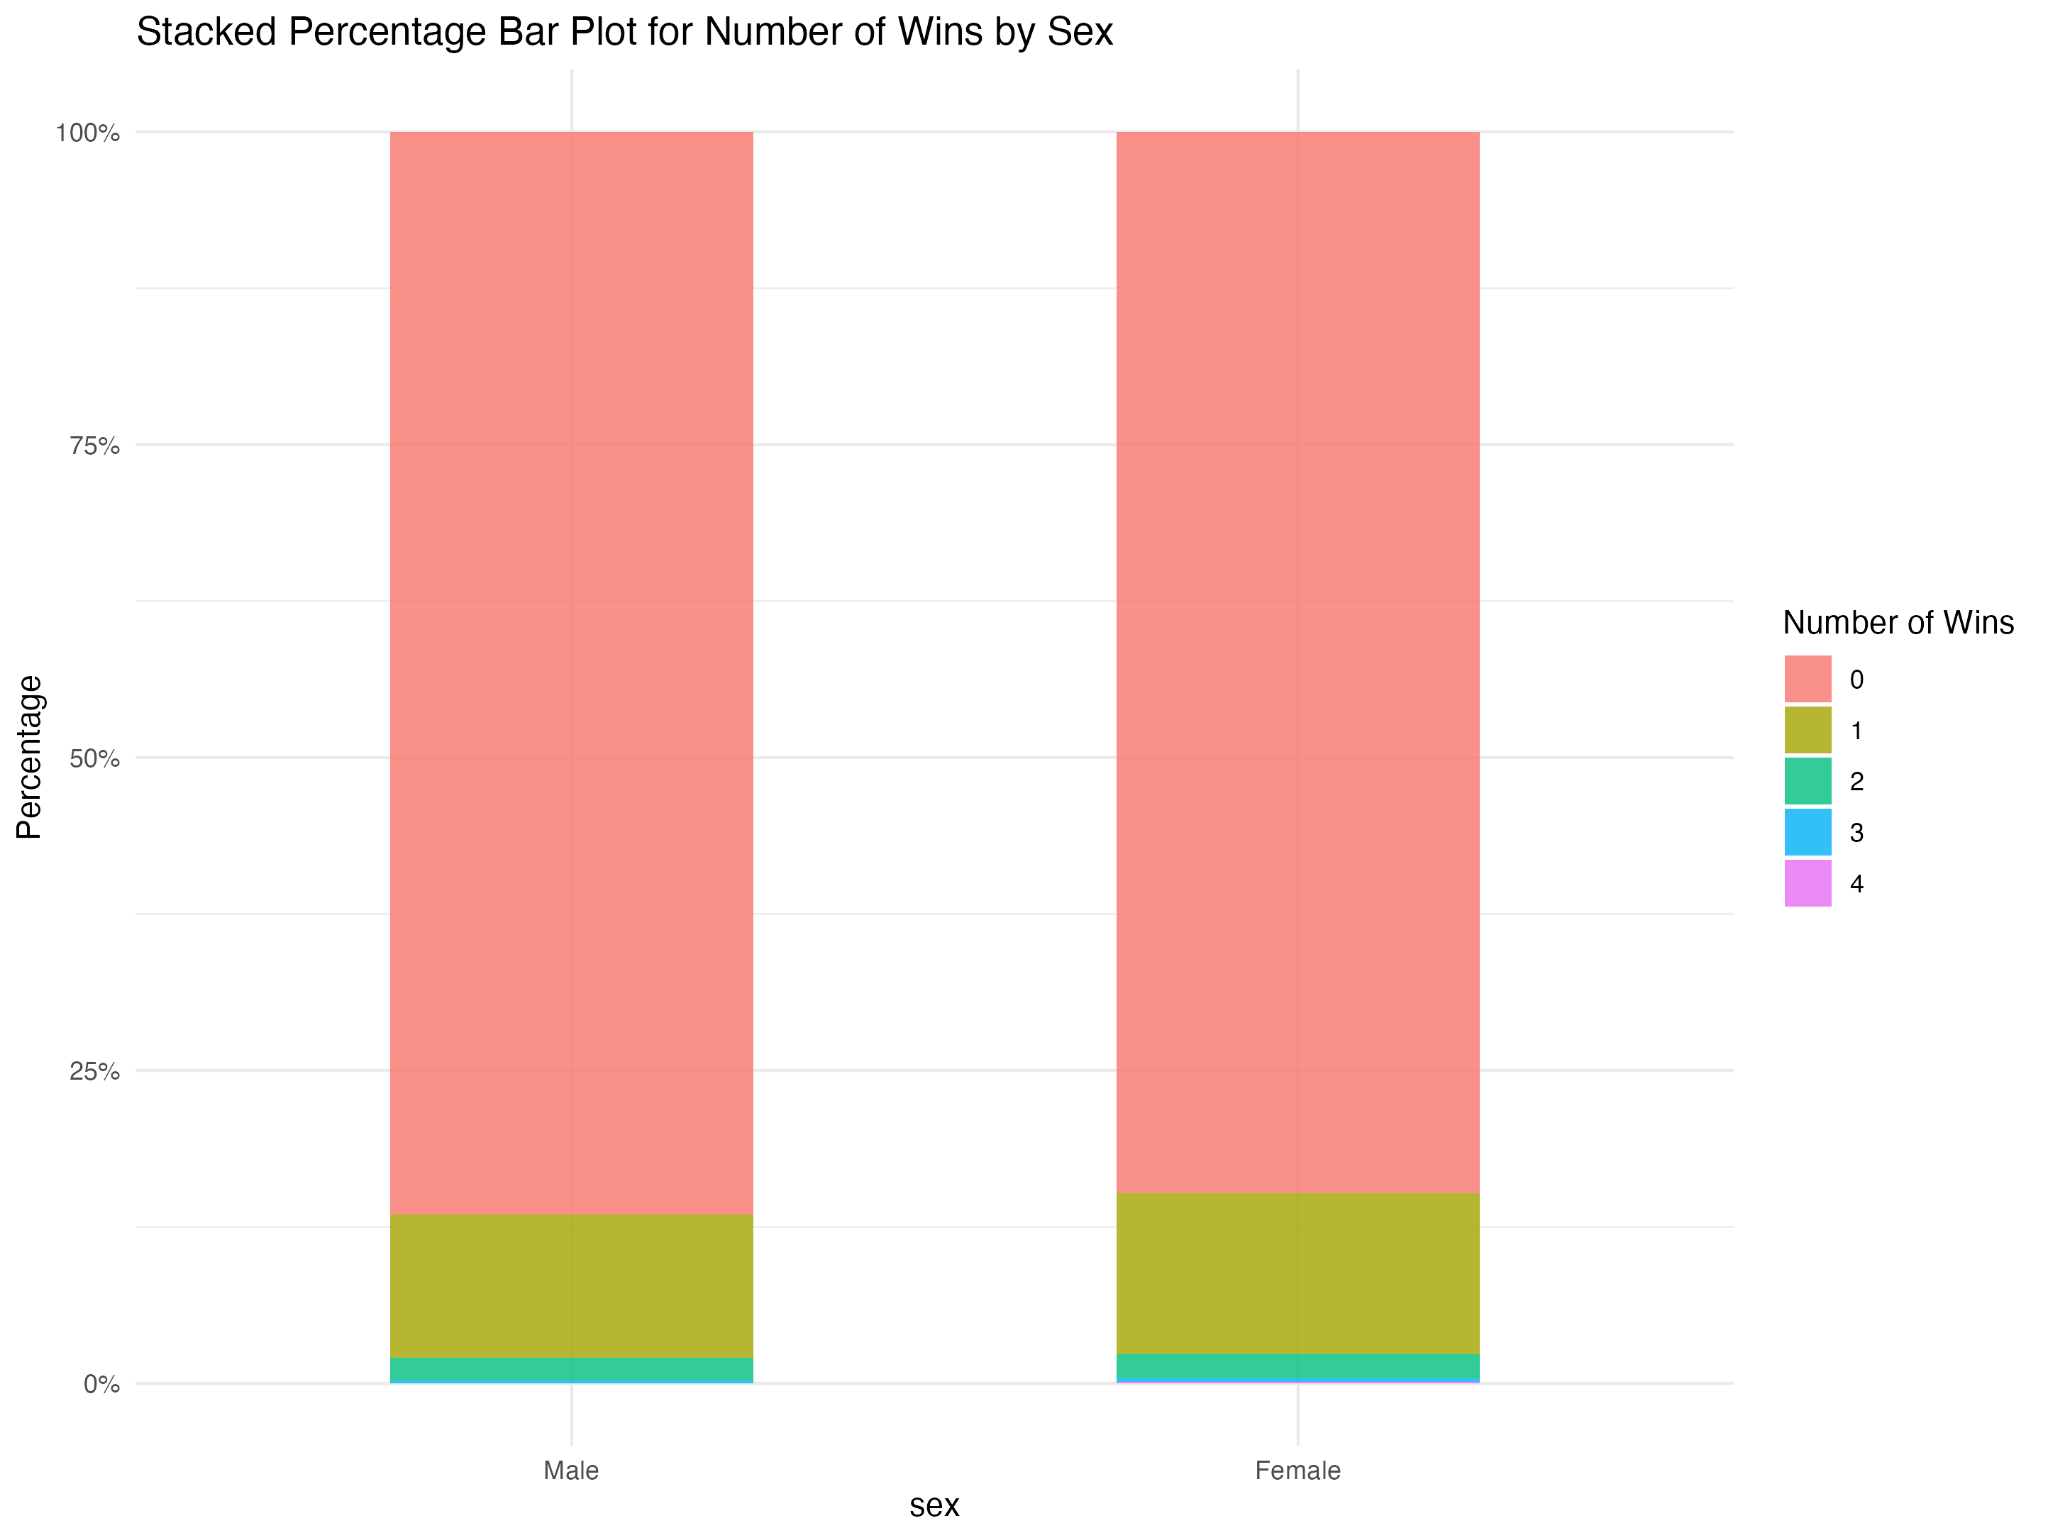 Stacked Percentage Bar Plot for Number of Wins by Sex
100%
75%
50%
25%
0%
Percentage
Male
Female
sex
Number of Wins
0
1
2
3
4